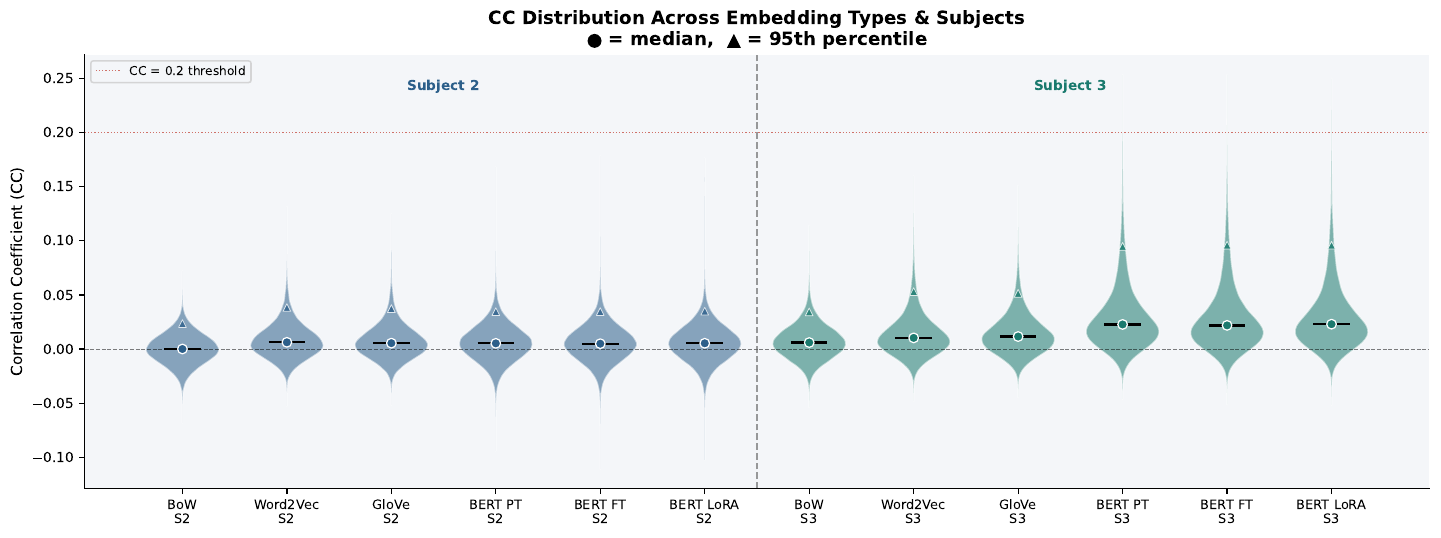 CC Distribution Across Embedding Types & Subjects
● = median, ▲ = 95th percentile
CC = 0.2 threshold
Subject 2
Subject 3
Correlation Coefficient (CC)
0.25
0.20
0.15
0.10
0.05
0.00
−0.05
−0.10
BoW
S2
Word2Vec
S2
GloVe
S2
BERT PT
S2
BERT FT
S2
BERT LoRA
S2
BoW
S3
Word2Vec
S3
GloVe
S3
BERT PT
S3
BERT FT
S3
BERT LoRA
S3